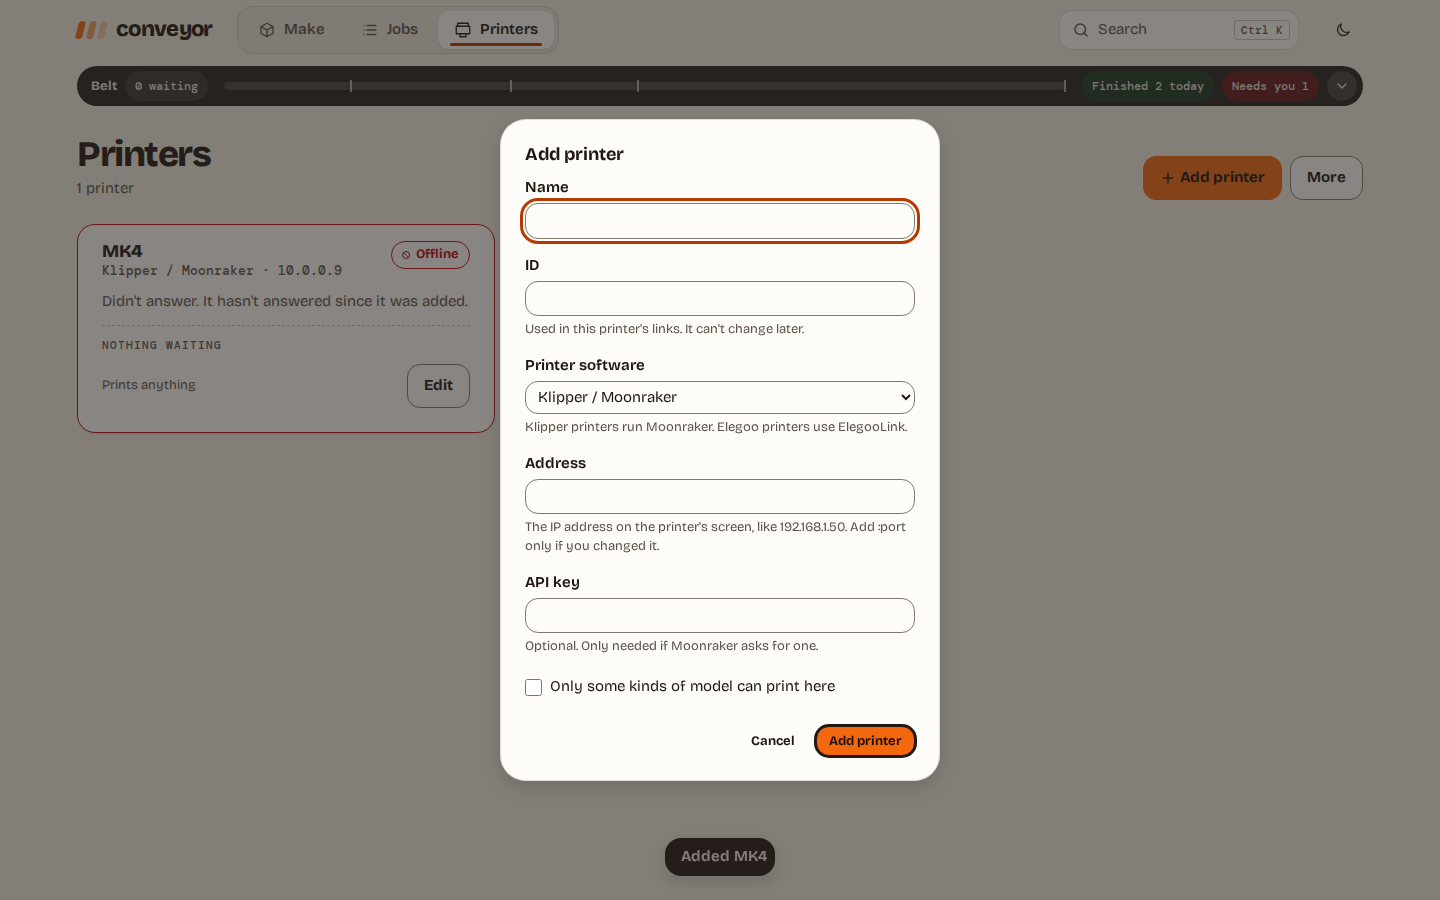 conveyor
Make
Jobs
Printers
Search
Ctrl K
Belt
0 waiting
Finished 2 today
Needs you 1
Printers
1 printer
+ Add printer
More
MK4
Klipper / Moonraker · 10.0.0.9
Offline
Didn't answer. It hasn't answered since it was added.
NOTHING WAITING
Prints anything
Edit
Add printer
Name
ID
Used in this printer's links. It can't change later.
Printer software
Klipper / Moonraker
Klipper printers run Moonraker. Elegoo printers use ElegooLink.
Address
The IP address on the printer's screen, like 192.168.1.50. Add :port
only if you changed it.
API key
Optional. Only needed if Moonraker asks for one.
Only some kinds of model can print here
Cancel
Add printer
Added MK4